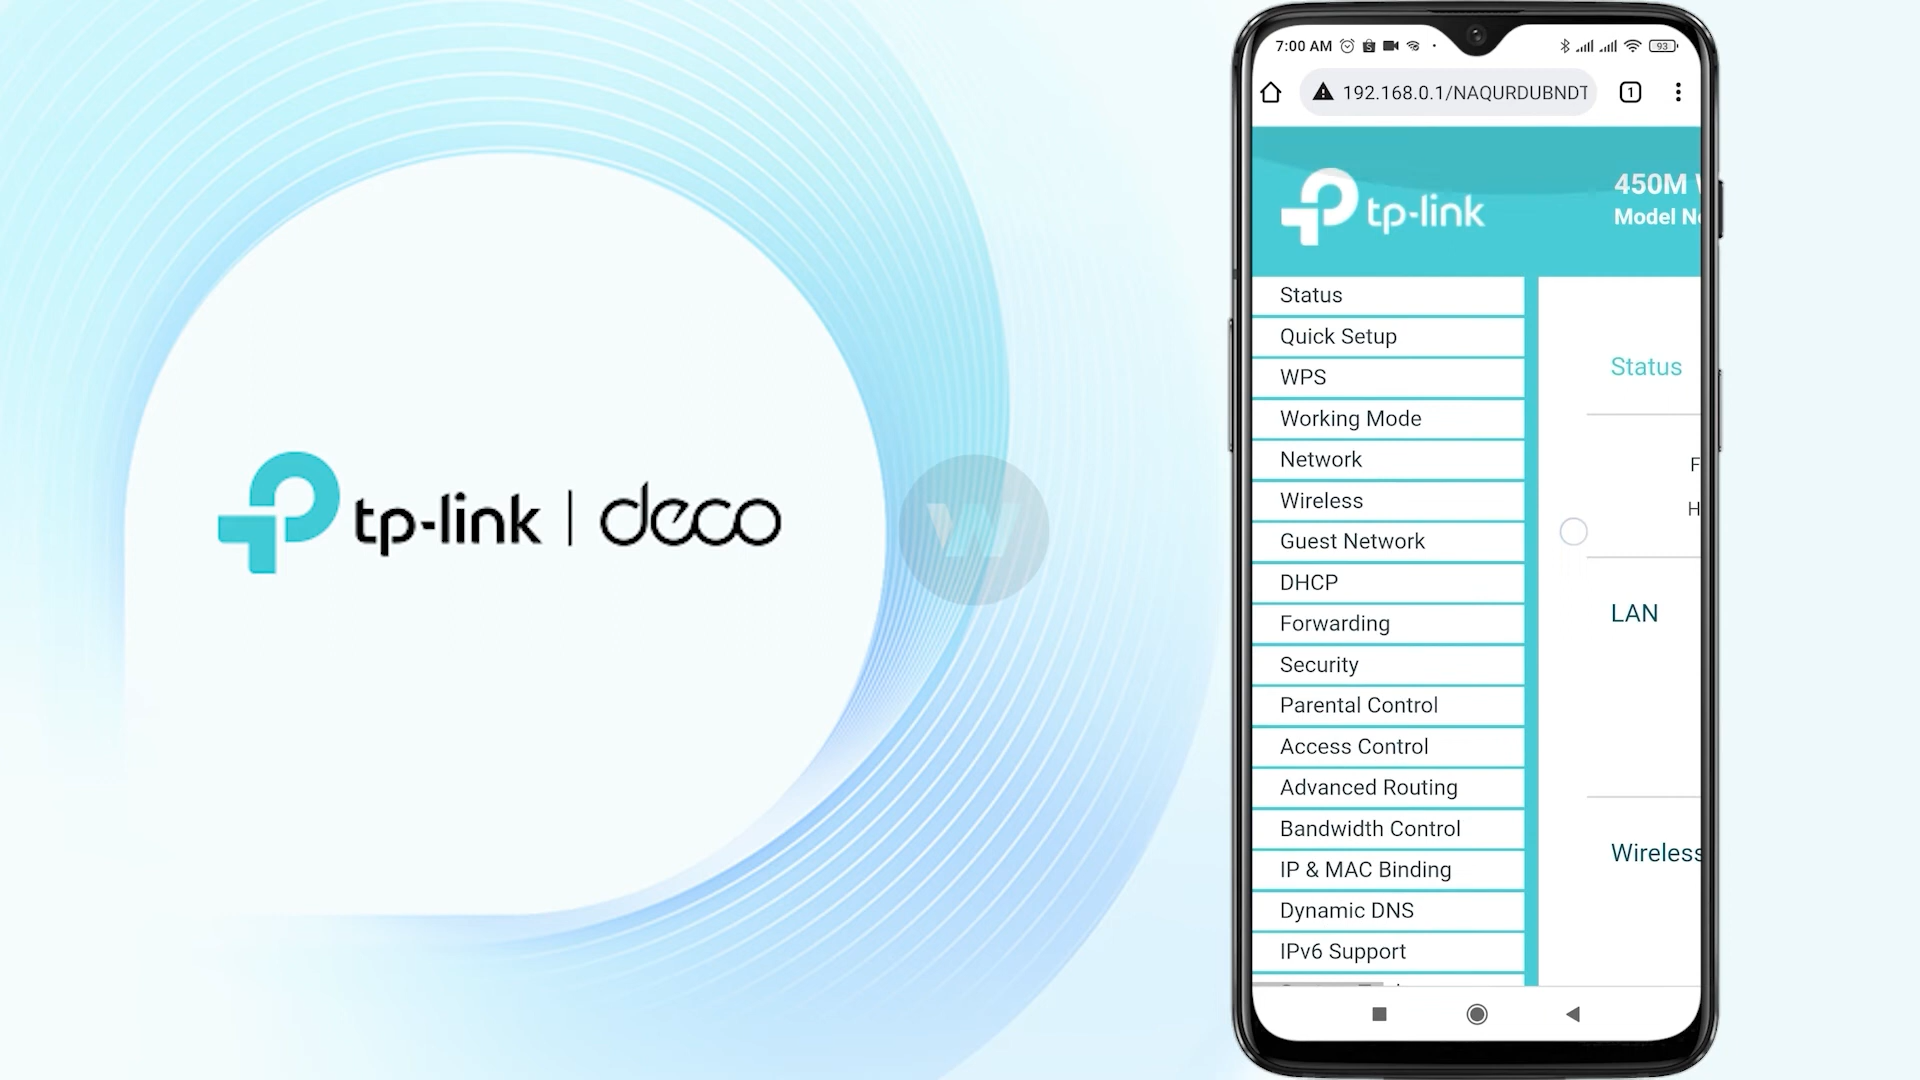 tp-link | deco
7:00 AM
93
192.168.0.1/NAQURDUBNDT
1
tp-link
450M
Model No
Status
Quick Setup
WPS
Working Mode
Network
Wireless
Guest Network
DHCP
Forwarding
Security
Parental Control
Access Control
Advanced Routing
Bandwidth Control
IP & MAC Binding
Dynamic DNS
IPv6 Support
Status
F
H
LAN
Wireless
W